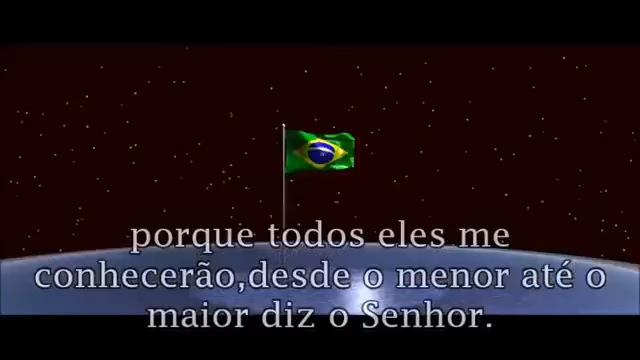 porque todos eles me
conhecerão,desde o menor até o
maior diz o Senhor.